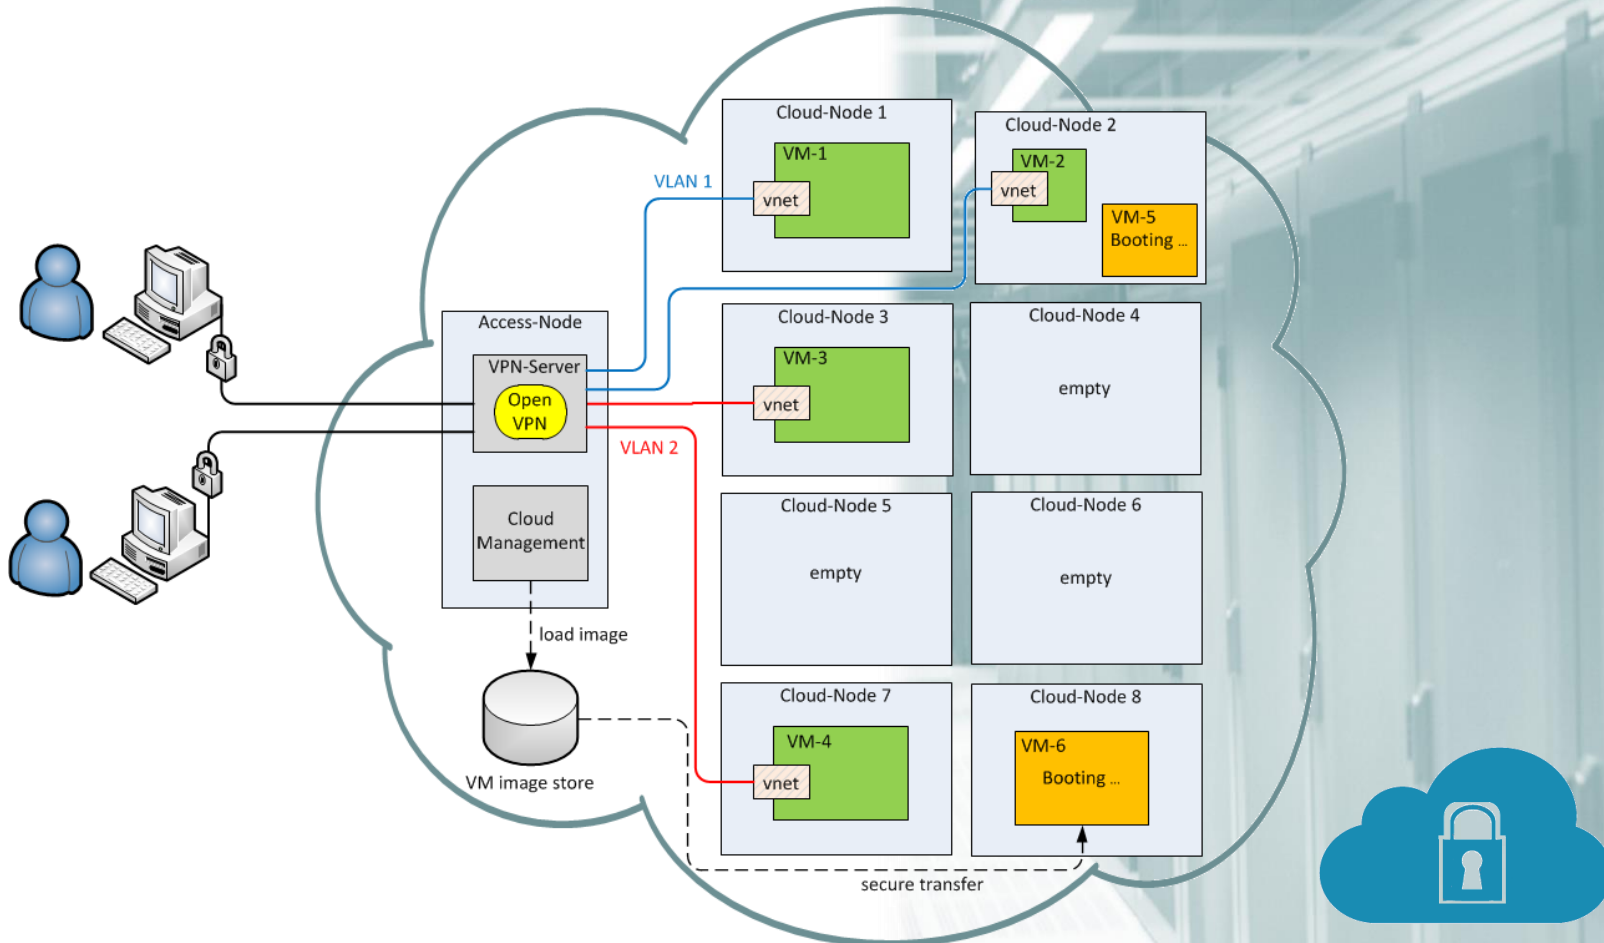 Cloud-Node 1
VM-1
vnet
VLAN 1
Cloud-Node 2
VM-2
vnet
VM-5
Booting ...
Access-Node
VPN-Server
Open
VPN
Cloud-Node 3
VM-3
vnet
Cloud-Node 4
empty
VLAN 2
Cloud
Management
Cloud-Node 5
empty
Cloud-Node 6
empty
load image
VM image store
Cloud-Node 7
VM-4
vnet
Cloud-Node 8
VM-6
Booting ...
secure transfer